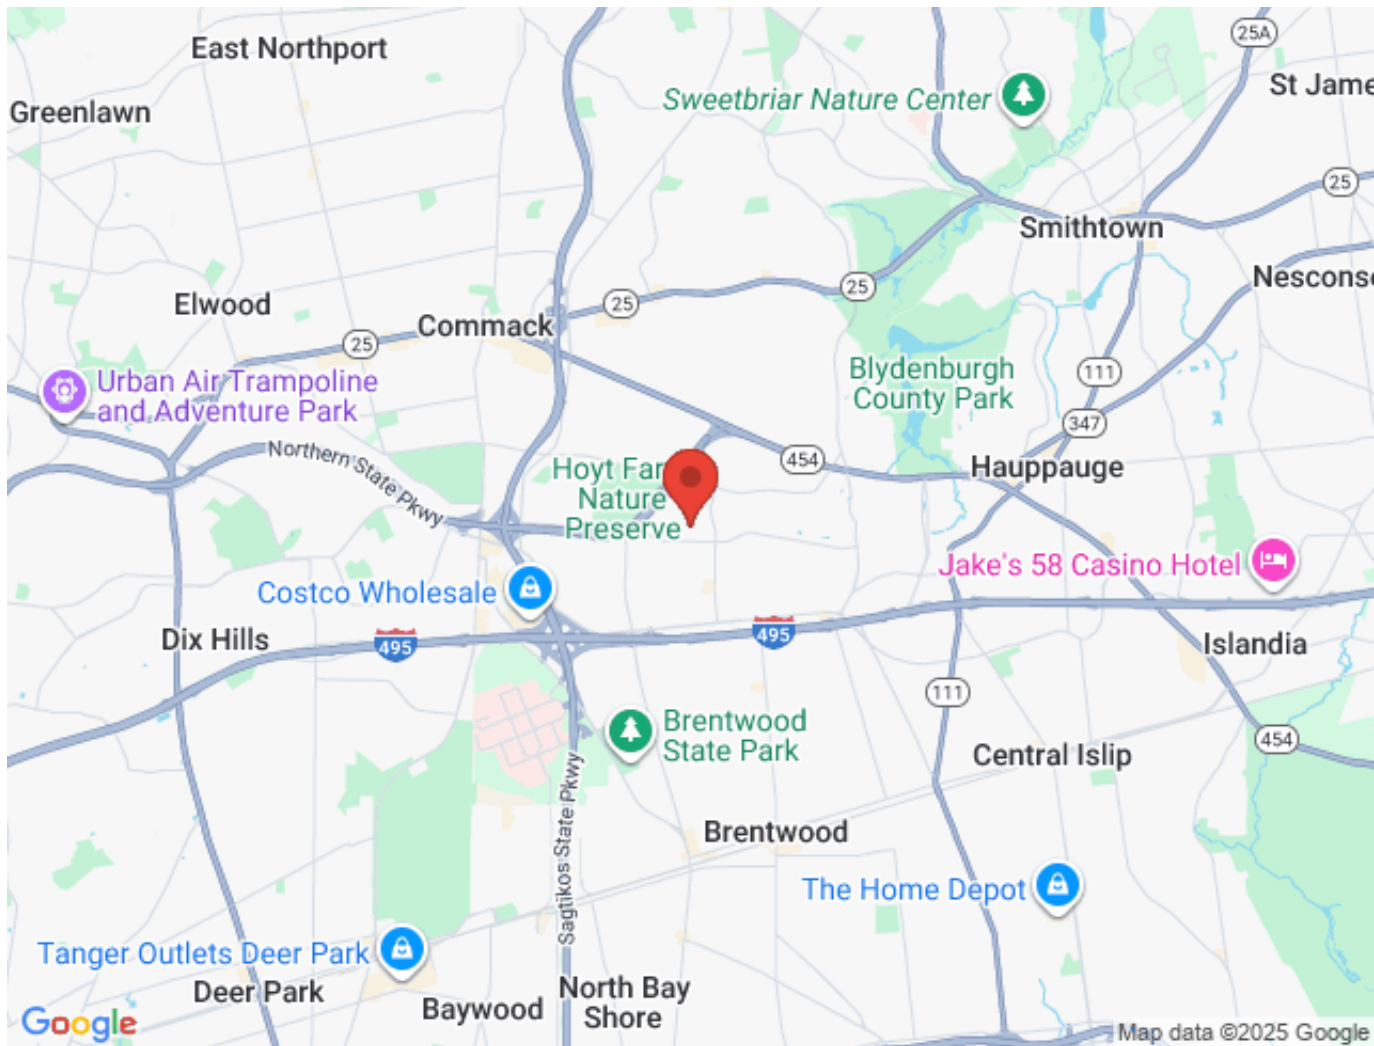 East Northport
25A
Greenlawn
Sweetbriar Nature Center
St Jame
25
Smithtown
Nesconse
Elwood
25
25
Commack
25
111
Urban Air Trampoline
and Adventure Park
Blydenburgh
County Park
347
Northern State Pkwy
454
Hauppauge
Hoyt Far
Nature
Preserve
Jake's 58 Casino Hotel
Costco Wholesale
Dix Hills
495
495
Islandia
111
Brentwood
State Park
454
Central Islip
Sagtikos State Pkwy
Brentwood
The Home Depot
Tanger Outlets Deer Park
Deer Park
Baywood
North Bay
Shore
Google
Map data ©2025 Google